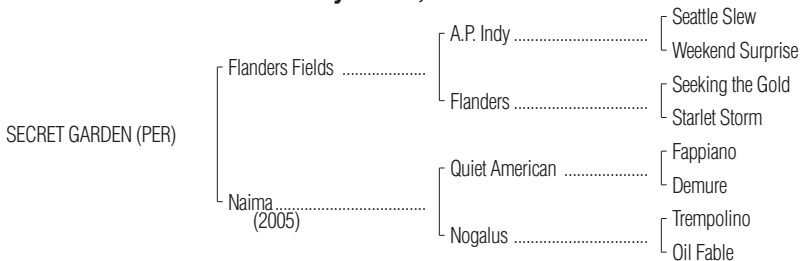 Seattle Slew
A.P. Indy
Weekend Surprise
Flanders Fields
Seeking the Gold
Flanders
Starlet Storm
SECRET GARDEN (PER)
Fappiano
Quiet American
Demure
Naima
(2005)
Trempolino
Nogalus
Oil Fable